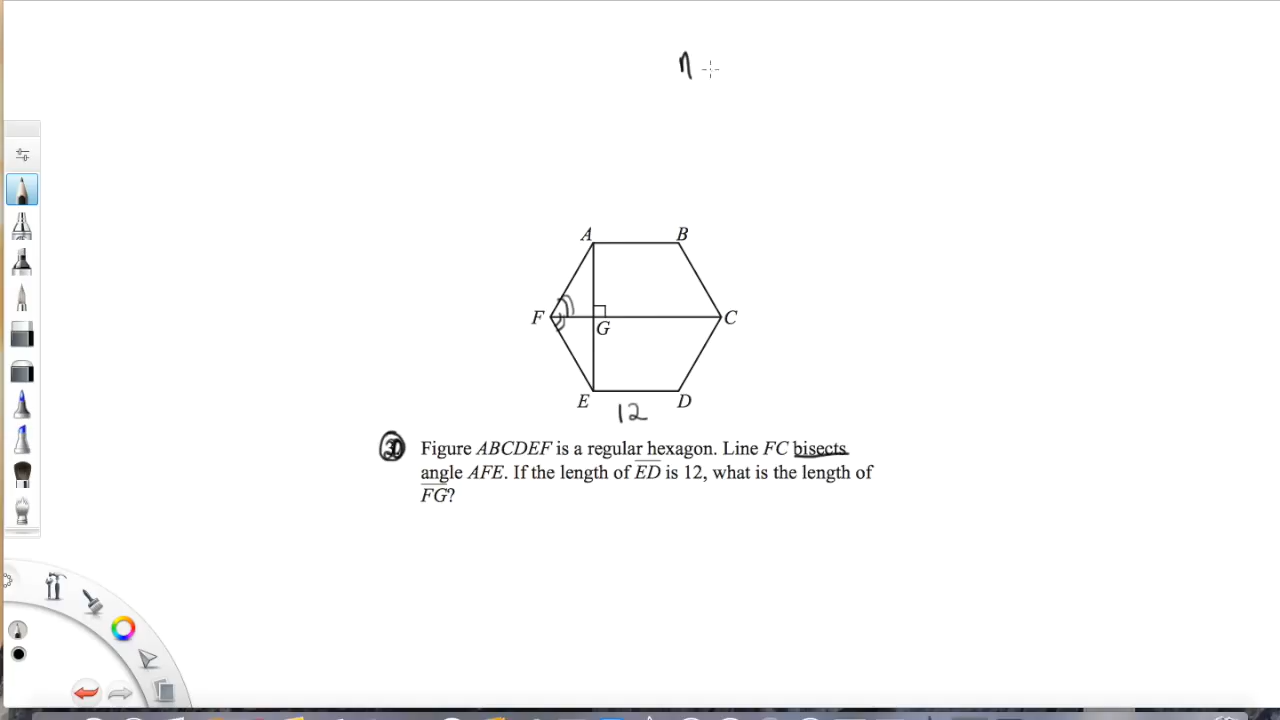 n
A
B
F
G
C
E
D
12
30 Figure ABCDEF is a regular hexagon. Line FC bisects
angle AFE. If the length of ED is 12, what is the length of
FG?